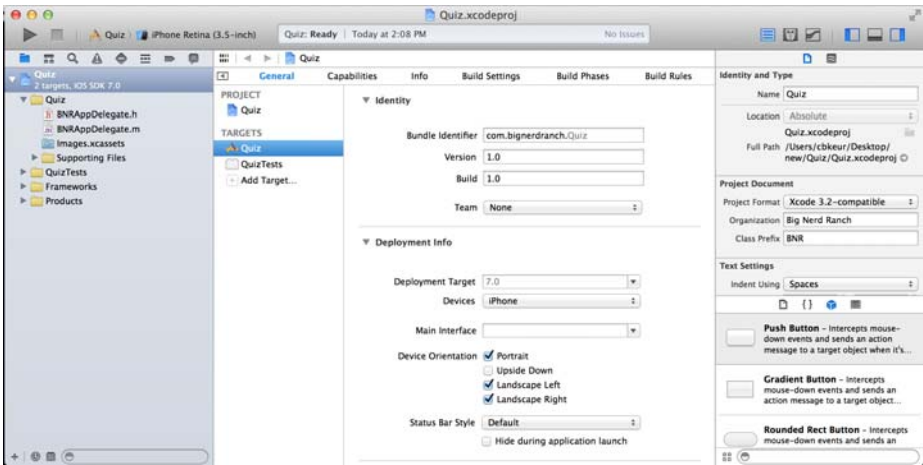 Quiz.xcodeproj
Quiz
iPhone Retina (3.5-inch)
Quiz: Ready
Today at 2:08 PM
No Issues
Quiz
2 targets, iOS SDK 7.0
Quiz
BNRAppDelegate.h
BNRAppDelegate.m
Images.xcassets
Supporting Files
QuizTests
Frameworks
Products
Quiz
General
Capabilities
Info
Build Settings
Build Phases
Build Rules
PROJECT
Quiz
TARGETS
Quiz
QuizTests
Add Target...
Identity
Bundle Identifier com.bignerdranch.Quiz
Version 1.0
Build 1.0
Team None
Deployment Info
Deployment Target 7.0
Devices iPhone
Main Interface
Device Orientation Portrait
Upside Down
Landscape Left
Landscape Right
Status Bar Style Default
Hide during application launch
Identity and Type
Name Quiz
Location Absolute
Quiz.xcodeproj
Full Path /Users/cbkeur/Desktop/
new/Quiz/Quiz.xcodeproj
Project Document
Project Format Xcode 3.2-compatible
Organization Big Nerd Ranch
Class Prefix BNR
Text Settings
Indent Using Spaces
{}
Push Button - Intercepts mouse-
down events and sends an action
message to a target object when it's...
Gradient Button - Intercepts
mouse-down events and sends an
action message to a target object...
Rounded Rect Button - Intercepts
mouse-down events and sends an